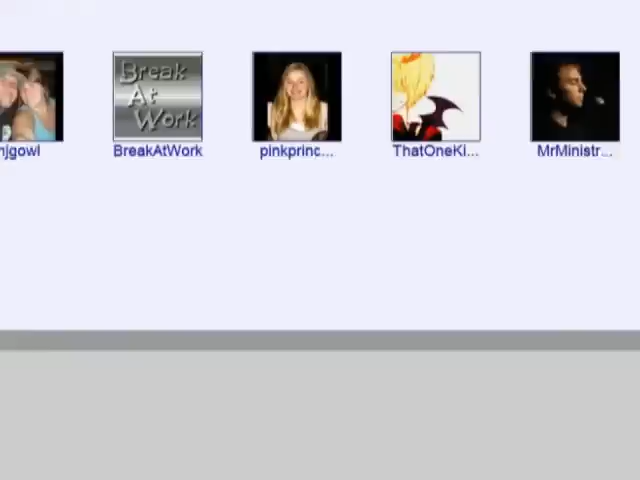 Break
At
Work
njgowl
BreakAtWork
pinkprinc...
ThatOneKi...
MrMinistr...